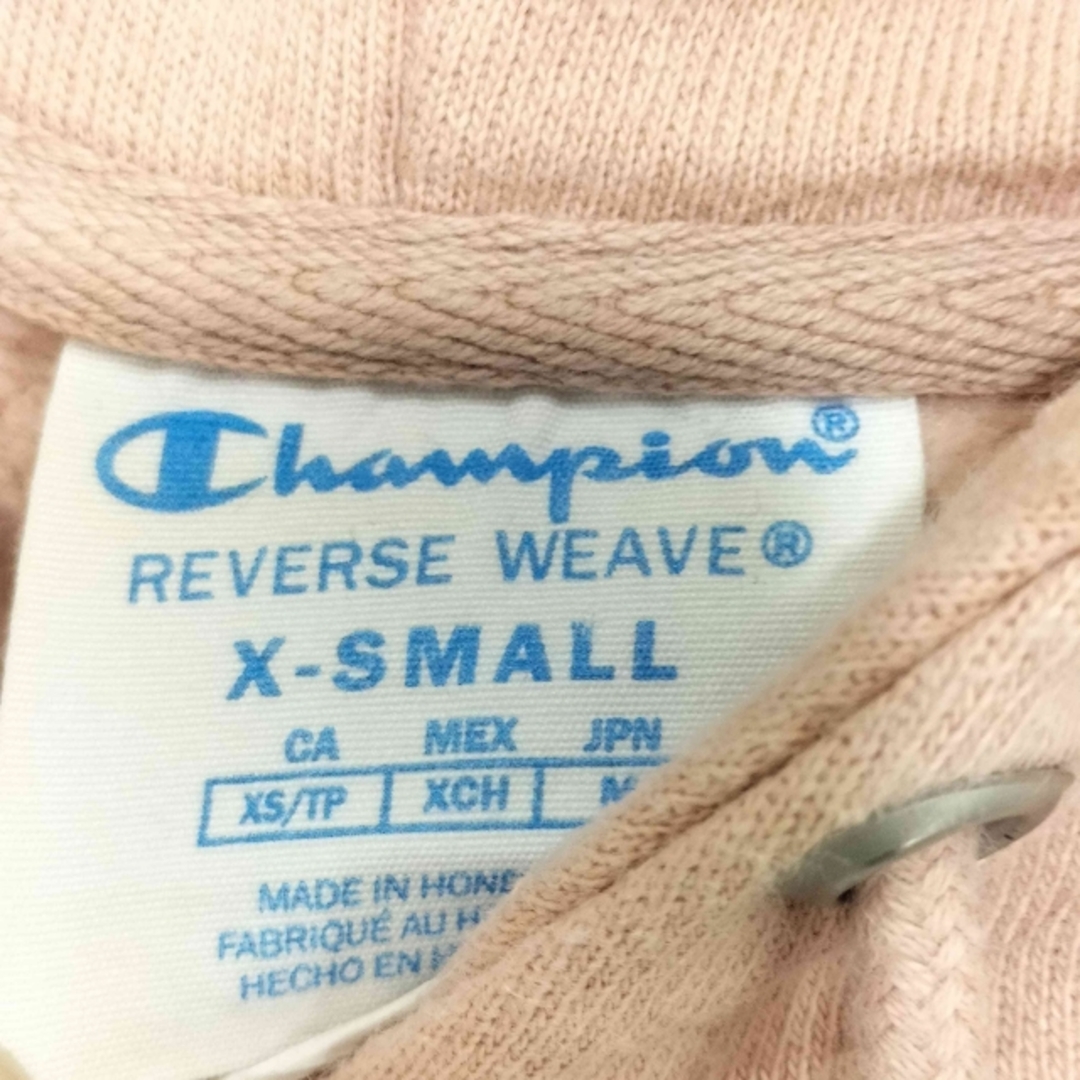 Champion®
REVERSE WEAVE®
X-SMALL
CA MEX JPN
XS/TP XCH
MADE IN
FABRIQUÉ AU
HECHO EN